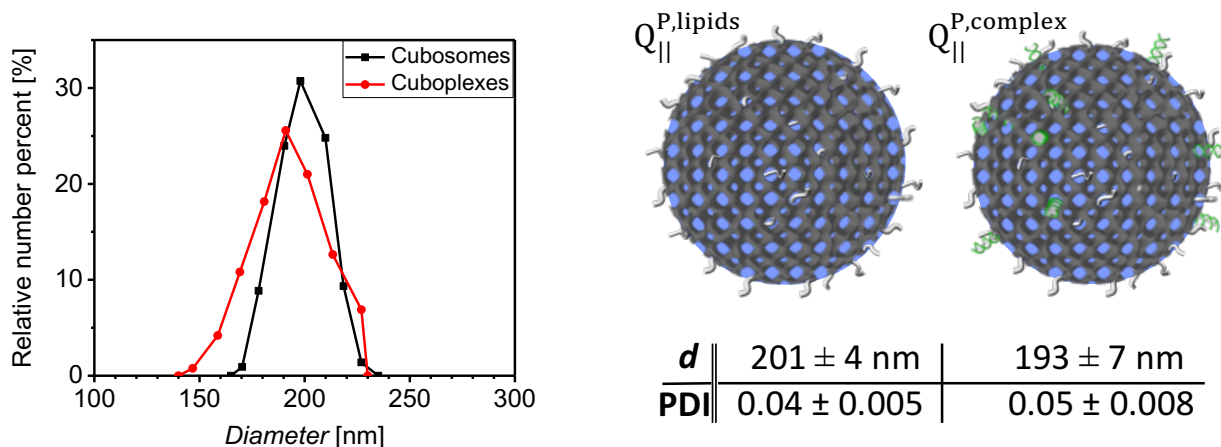 Relative number percent [%]
30
20
10
0
100
150
200
250
300
Diameter [nm]
Cubosomes
Cuboplexes
Q||^P,lipids
Q||^P,complex
d 201 ± 4 nm 193 ± 7 nm
PDI 0.04 ± 0.005 0.05 ± 0.008